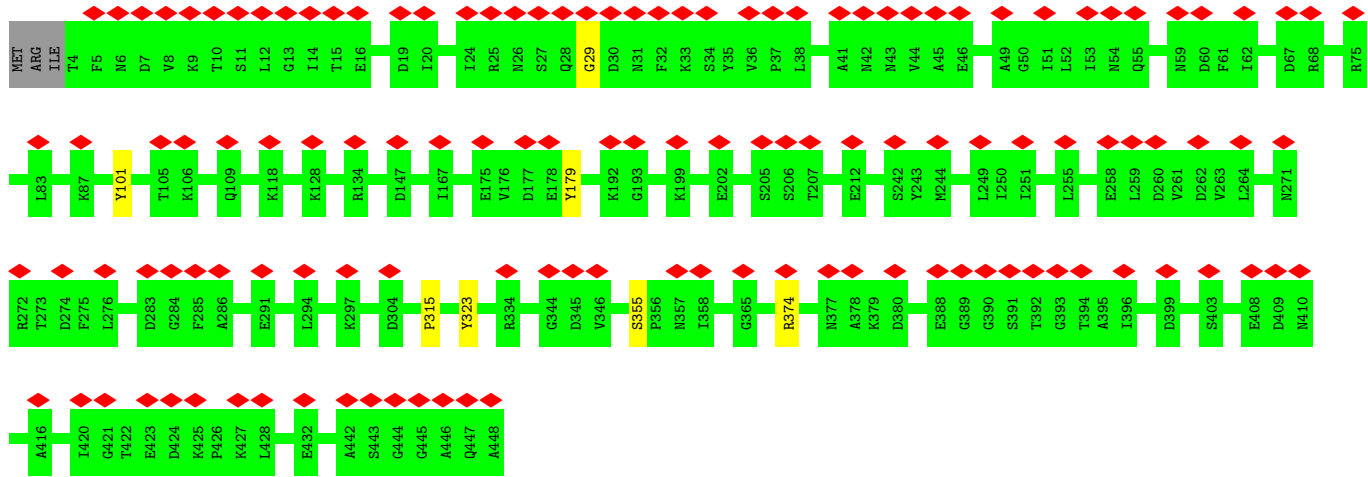 MET ARG ILE T4 F5 N6 D7 V8 K9 T10 S11 L12 G13 I14 T15 E16 D19 I20 I24 R25 N26 S27 Q28 G29 D30 N31 F32 K33 S34 Y35 V36 P37 L38 A41 N42 N43 V44 A45 E46 A49 G50 I51 L52 I53 N54 Q55 N59 D60 F61 I62 D67 R68 R75
L83 K87 Y101 T105 K106 Q109 K118 K128 R134 D147 I167 E175 V176 D177 E178 Y179 K192 G193 K199 E202 S205 S206 T207 E212 S242 Y243 M244 L249 I250 I251 L255 E258 L259 D260 V261 D262 V263 L264 N271
R272 T273 D274 F275 L276 D283 G284 F285 A286 E291 L294 K297 D304 P315 Y323 R334 G344 D345 V346 S355 P356 N357 I358 G365 R374 N377 A378 K379 D380 E388 G389 G390 S391 T392 G393 T394 A395 I396 D399 S403 E408 D409 N410
A416 I420 G421 T422 E423 D424 K425 P426 K427 L428 E432 A442 S443 G444 G445 A446 Q447 A448